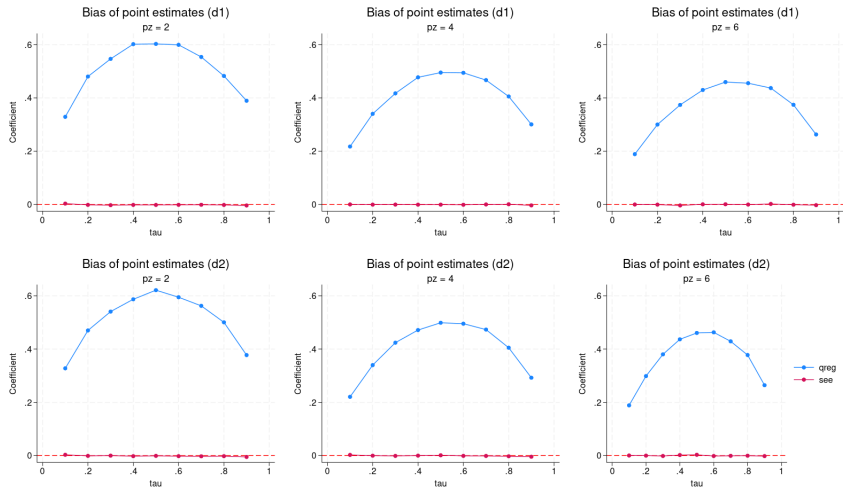 Bias of point estimates (d1)
pz = 2
Coefficient
.6
.4
.2
0
0 .2 .4 .6 .8 1
tau
Bias of point estimates (d1)
pz = 4
Coefficient
.6
.4
.2
0
0 .2 .4 .6 .8 1
tau
Bias of point estimates (d1)
pz = 6
Coefficient
.6
.4
.2
0
0 .2 .4 .6 .8 1
tau
Bias of point estimates (d2)
pz = 2
Coefficient
.6
.4
.2
0
0 .2 .4 .6 .8 1
tau
Bias of point estimates (d2)
pz = 4
Coefficient
.6
.4
.2
0
0 .2 .4 .6 .8 1
tau
Bias of point estimates (d2)
pz = 6
Coefficient
.6
.4
.2
0
0 .2 .4 .6 .8 1
tau
qreg
see